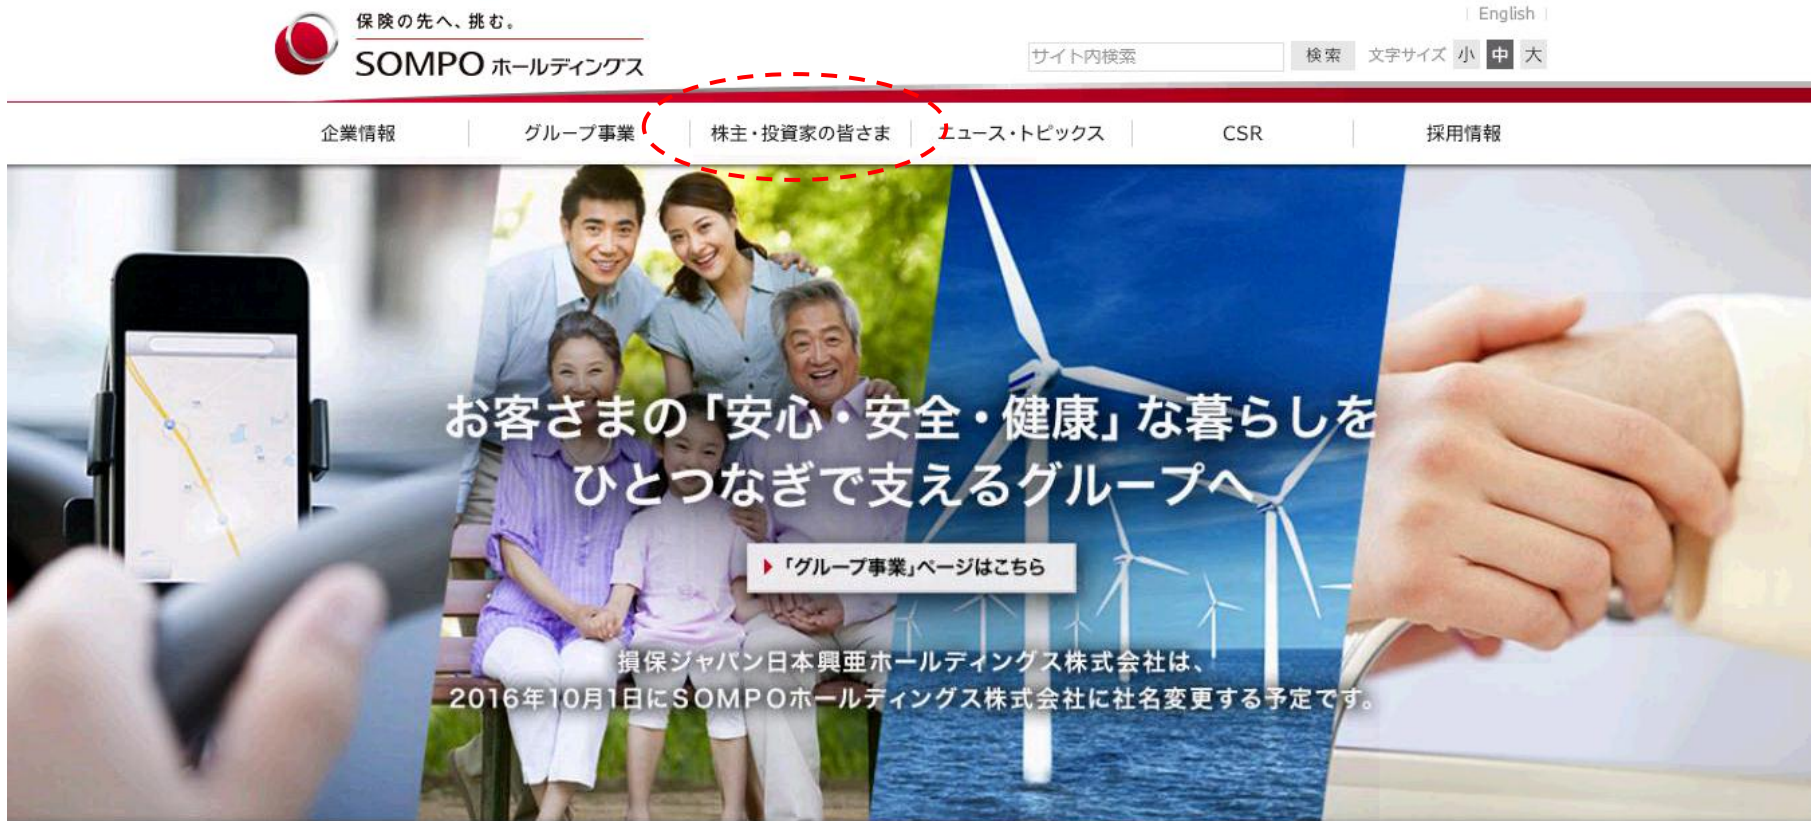 保険の先へ、挑む。
SOMPO ホールディングス
English
サイト内検索
検索
文字サイズ 小 中 大
企業情報
グループ事業
株主・投資家の皆さま
ニュース・トピックス
CSR
採用情報
お客さまの「安心・安全・健康」な暮らしを
ひとつなぎで支えるグループへ
「グループ事業」ページはこちら
損保ジャパン日本興亜ホールディングス株式会社は、
2016年10月1日にSOMPOホールディングス株式会社に社名変更する予定です。